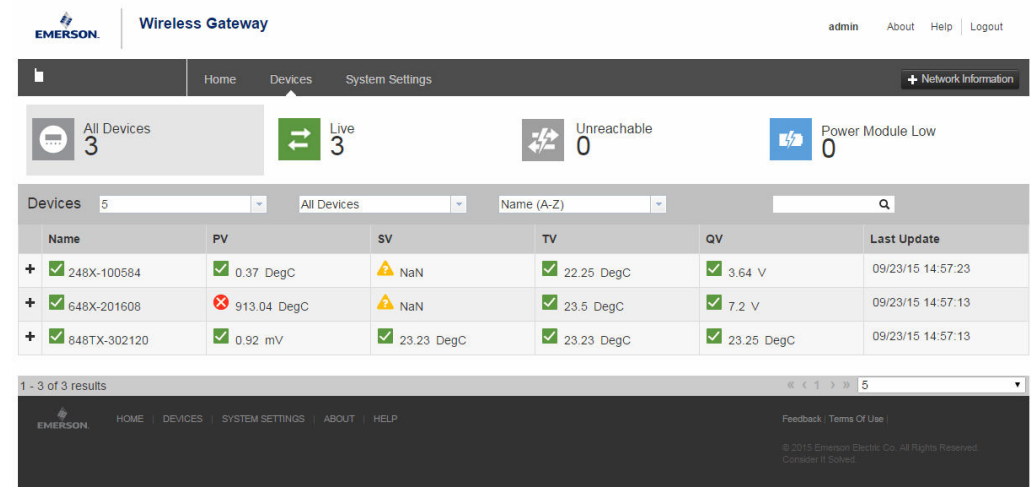 EMERSON.
Wireless Gateway
admin About Help Logout
Home Devices System Settings
Network Information
All Devices
3
Live
3
Unreachable
0
Power Module Low
0
Devices 5 All Devices Name (A-Z)
Name PV SV TV QV Last Update
248X-100584 0.37 DegC NaN 22.25 DegC 3.64 V 09/23/15 14:57:23
648X-201608 913.04 DegC NaN 23.5 DegC 7.2 V 09/23/15 14:57:13
848TX-302120 0.92 mV 23.23 DegC 23.23 DegC 23.25 DegC 09/23/15 14:57:13
1 - 3 of 3 results « < 1 > » 5
EMERSON. HOME | DEVICES | SYSTEM SETTINGS | ABOUT | HELP
Feedback | Terms Of Use |
© 2015 Emerson Electric Co. All Rights Reserved.
Consider It Solved.